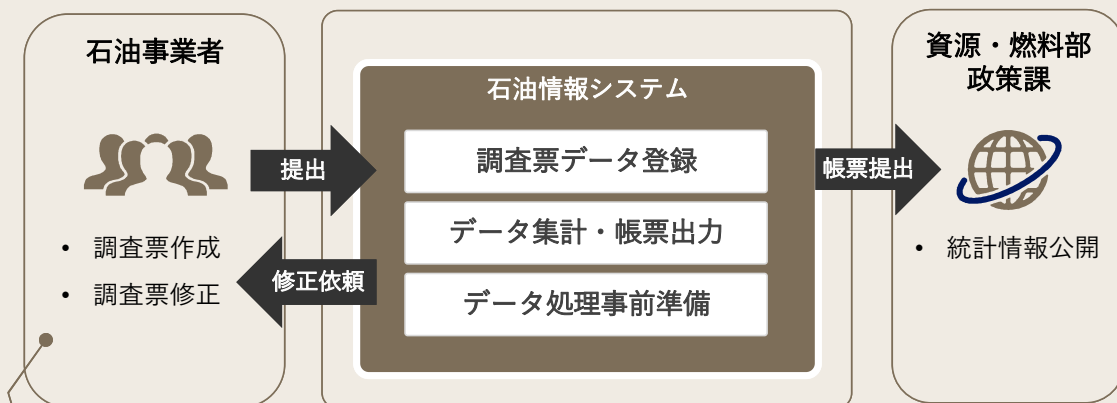 石油事業者
提出
修正依頼
• 調査票作成
• 調査票修正
石油情報システム
調査票データ登録
データ集計・帳票出力
データ処理事前準備
帳票提出
資源・燃料部
政策課
• 統計情報公開